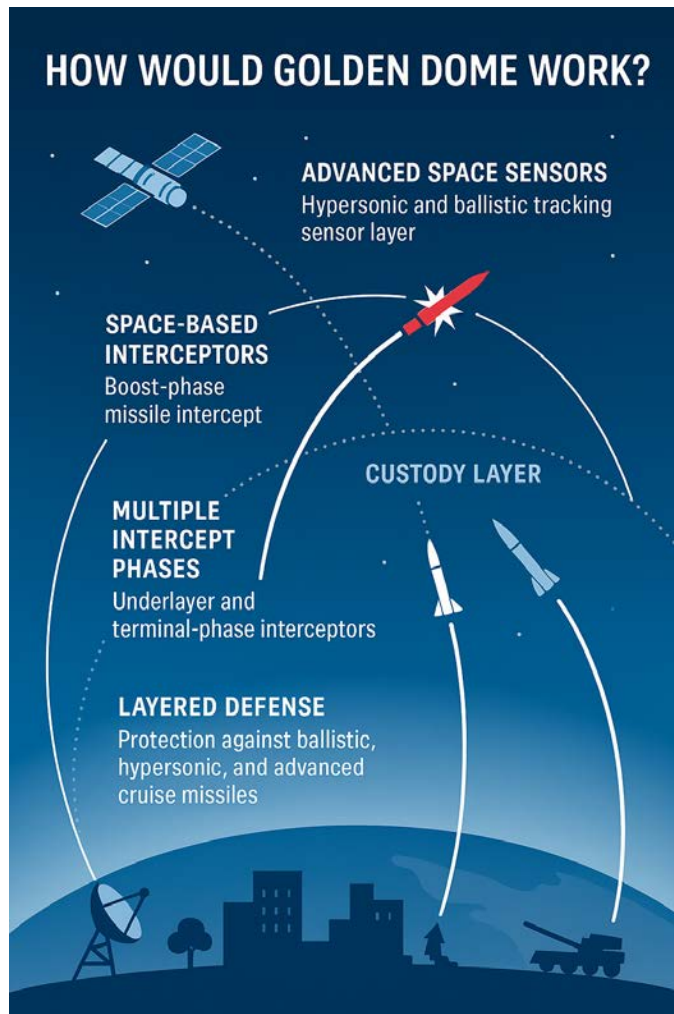 HOW WOULD GOLDEN DOME WORK?
ADVANCED SPACE SENSORS
Hypersonic and ballistic tracking
sensor layer
SPACE-BASED
INTERCEPTORS
Boost-phase
missile intercept
CUSTODY LAYER
MULTIPLE
INTERCEPT
PHASES
Underlayer and
terminal-phase interceptors
LAYERED DEFENSE
Protection against ballistic,
hypersonic, and advanced
cruise missiles